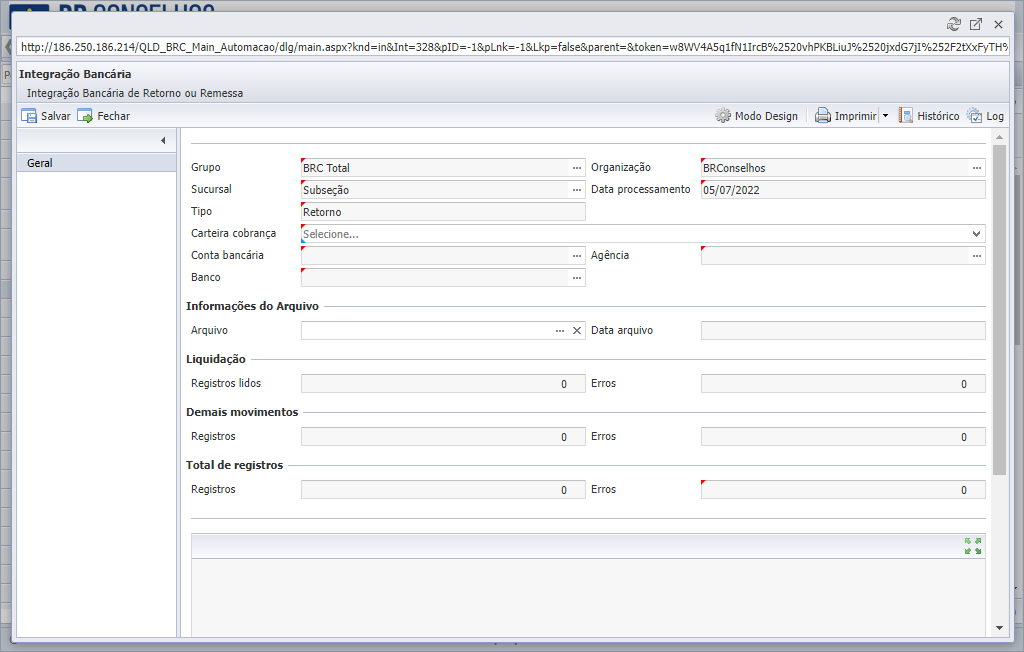 http://186.250.186.214/QLD_BRC_Main_Automacao/dlg/main.aspx?knd=in&Int=328&pID=-1&pLnk=-1&Lkp=false&parent=&token=w8WV4A5q1fN1IrcB%2520vhPKBLiuJ%2520jxdG7jI%252F2tXxFyTH%
Integração Bancária
Integração Bancária de Retorno ou Remessa
Salvar Fechar Modo Design Imprimir Histórico Log
Geral
Grupo BRC Total Organização BRConselhos
Sucursal Subseção Data processamento 05/07/2022
Tipo Retorno
Carteira cobrança Selecione...
Conta bancária Agência
Banco
Informações do Arquivo
Arquivo Data arquivo
Liquidação
Registros lidos 0 Erros 0
Demais movimentos
Registros 0 Erros 0
Total de registros
Registros 0 Erros 0